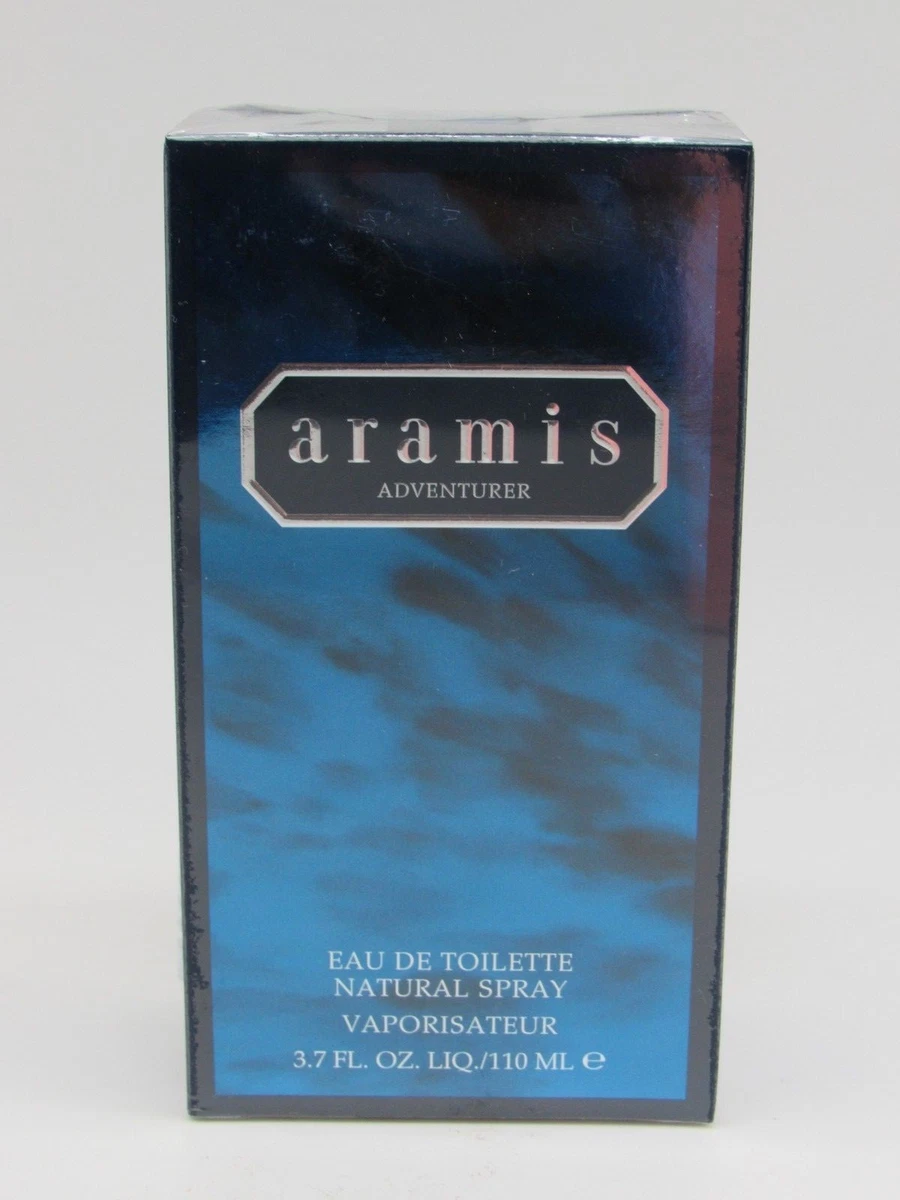 aramis
ADVENTURER
EAU DE TOILETTE
NATURAL SPRAY
VAPORISATEUR
3.7 FL. OZ. LIQ./110 ML ℮